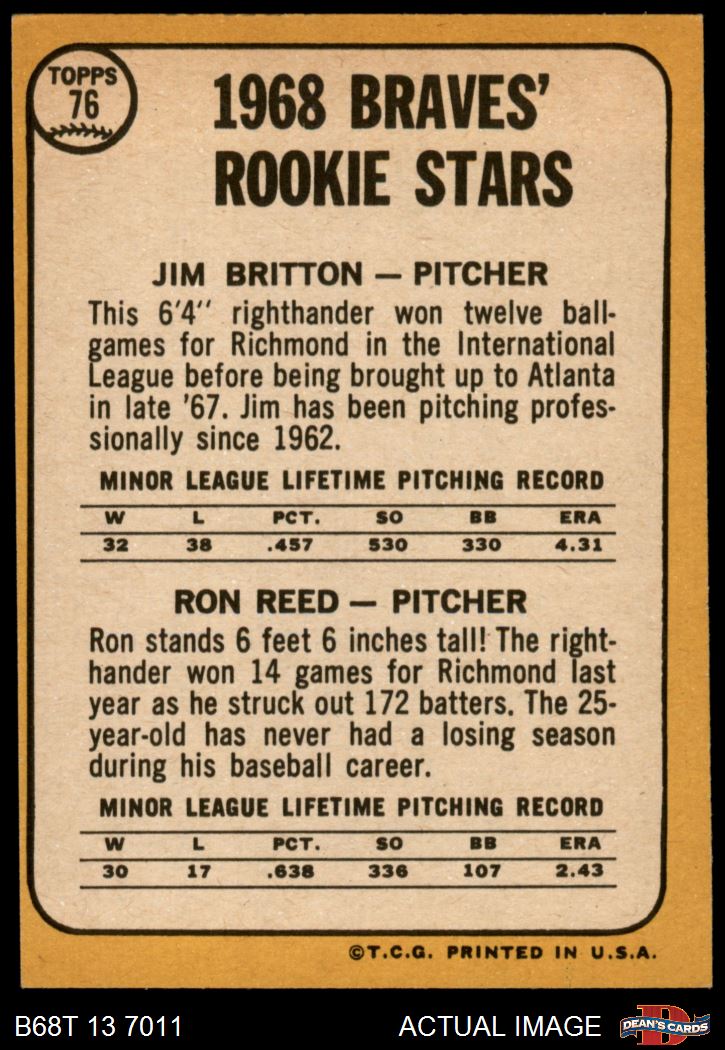 TOPPS
76
1968 BRAVES'
ROOKIE STARS
JIM BRITTON — PITCHER
This 6'4'' righthander won twelve ball-
games for Richmond in the International
League before being brought up to Atlanta
in late '67. Jim has been pitching profes-
sionally since 1962.
MINOR LEAGUE LIFETIME PITCHING RECORD
W L PCT. SO BB ERA
32 38 .457 530 330 4.31
RON REED — PITCHER
Ron stands 6 feet 6 inches tall! The right-
hander won 14 games for Richmond last
year as he struck out 172 batters. The 25-
year-old has never had a losing season
during his baseball career.
MINOR LEAGUE LIFETIME PITCHING RECORD
W L PCT. SO BB ERA
30 17 .638 336 107 2.43
©T.C.G. PRINTED IN U.S.A.
B68T 13 7011 ACTUAL IMAGE
D
DEAN'S CARDS